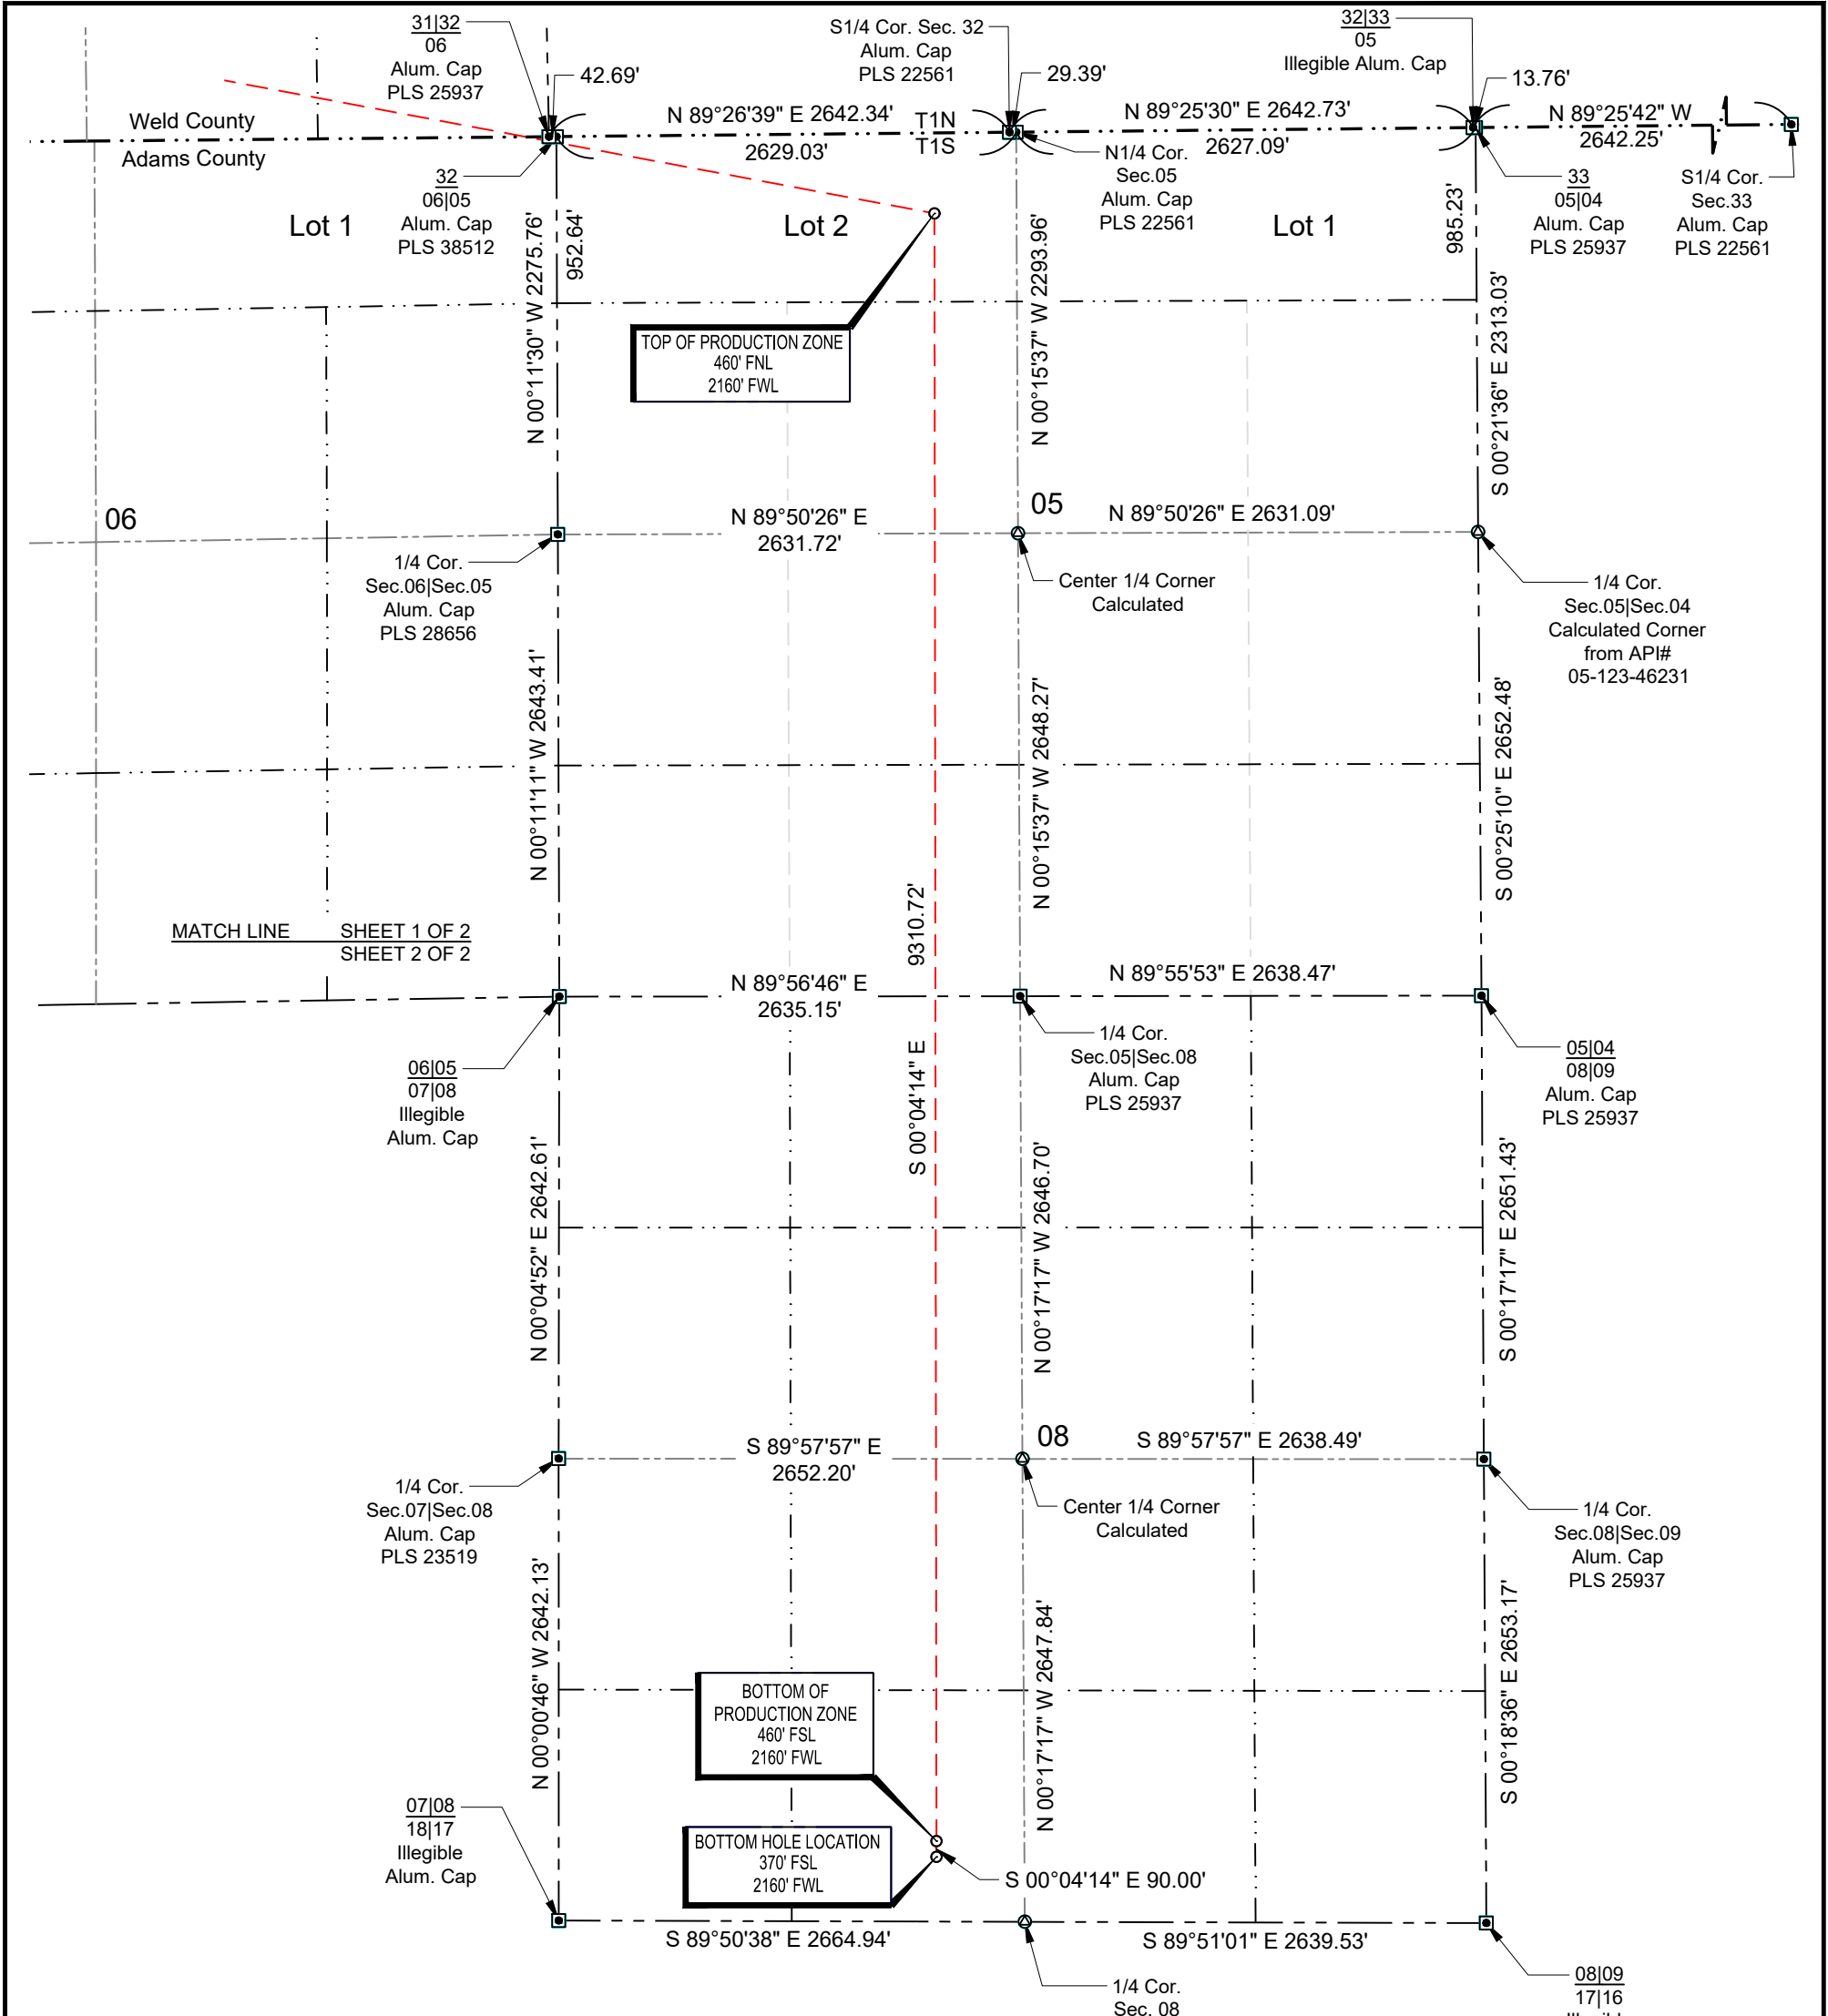 31|32
06
Alum. Cap
PLS 25937
42.69'
S1/4 Cor. Sec. 32
Alum. Cap
PLS 22561
29.39'
32|33
05
Illegible Alum. Cap
13.76'
Weld County
Adams County
N 89°26'39" E 2642.34'
2629.03'
T1N
T1S
N 89°25'30" E 2642.73'
2627.09'
N 89°25'42" W
2642.25'
32
06|05
Alum. Cap
PLS 38512
N1/4 Cor.
Sec.05
Alum. Cap
PLS 22561
33
05|04
Alum. Cap
PLS 25937
S1/4 Cor.
Sec.33
Alum. Cap
PLS 22561
Lot 1
Lot 2
Lot 1
N 00°11'30" W 2275.76'
952.64'
N 00°15'37" W 2293.96'
985.23'
S 00°21'36" E 2313.03'
TOP OF PRODUCTION ZONE
460' FNL
2160' FWL
06
N 89°50'26" E
2631.72'
05
N 89°50'26" E 2631.09'
1/4 Cor.
Sec.06|Sec.05
Alum. Cap
PLS 28656
Center 1/4 Corner
Calculated
1/4 Cor.
Sec.05|Sec.04
Calculated Corner
from API#
05-123-46231
N 00°11'11" W 2643.41'
N 00°15'37" W 2648.27'
S 00°25'10" E 2652.48'
9310.72'
S 00°04'14" E
MATCH LINE
SHEET 1 OF 2
SHEET 2 OF 2
N 89°56'46" E
2635.15'
N 89°55'53" E 2638.47'
06|05
07|08
Illegible
Alum. Cap
1/4 Cor.
Sec.05|Sec.08
Alum. Cap
PLS 25937
05|04
08|09
Alum. Cap
PLS 25937
N 00°04'52" E 2642.61'
N 00°17'17" W 2646.70'
S 00°17'17" E 2651.43'
S 89°57'57" E
2652.20'
08
S 89°57'57" E 2638.49'
1/4 Cor.
Sec.07|Sec.08
Alum. Cap
PLS 23519
Center 1/4 Corner
Calculated
1/4 Cor.
Sec.08|Sec.09
Alum. Cap
PLS 25937
N 00°00'46" W 2642.13'
N 00°17'17" W 2647.84'
S 00°18'36" E 2653.17'
BOTTOM OF
PRODUCTION ZONE
460' FSL
2160' FWL
07|08
18|17
Illegible
Alum. Cap
BOTTOM HOLE LOCATION
370' FSL
2160' FWL
S 00°04'14" E 90.00'
S 89°50'38" E 2664.94'
S 89°51'01" E 2639.53'
1/4 Cor.
Sec. 08
08|09
17|16